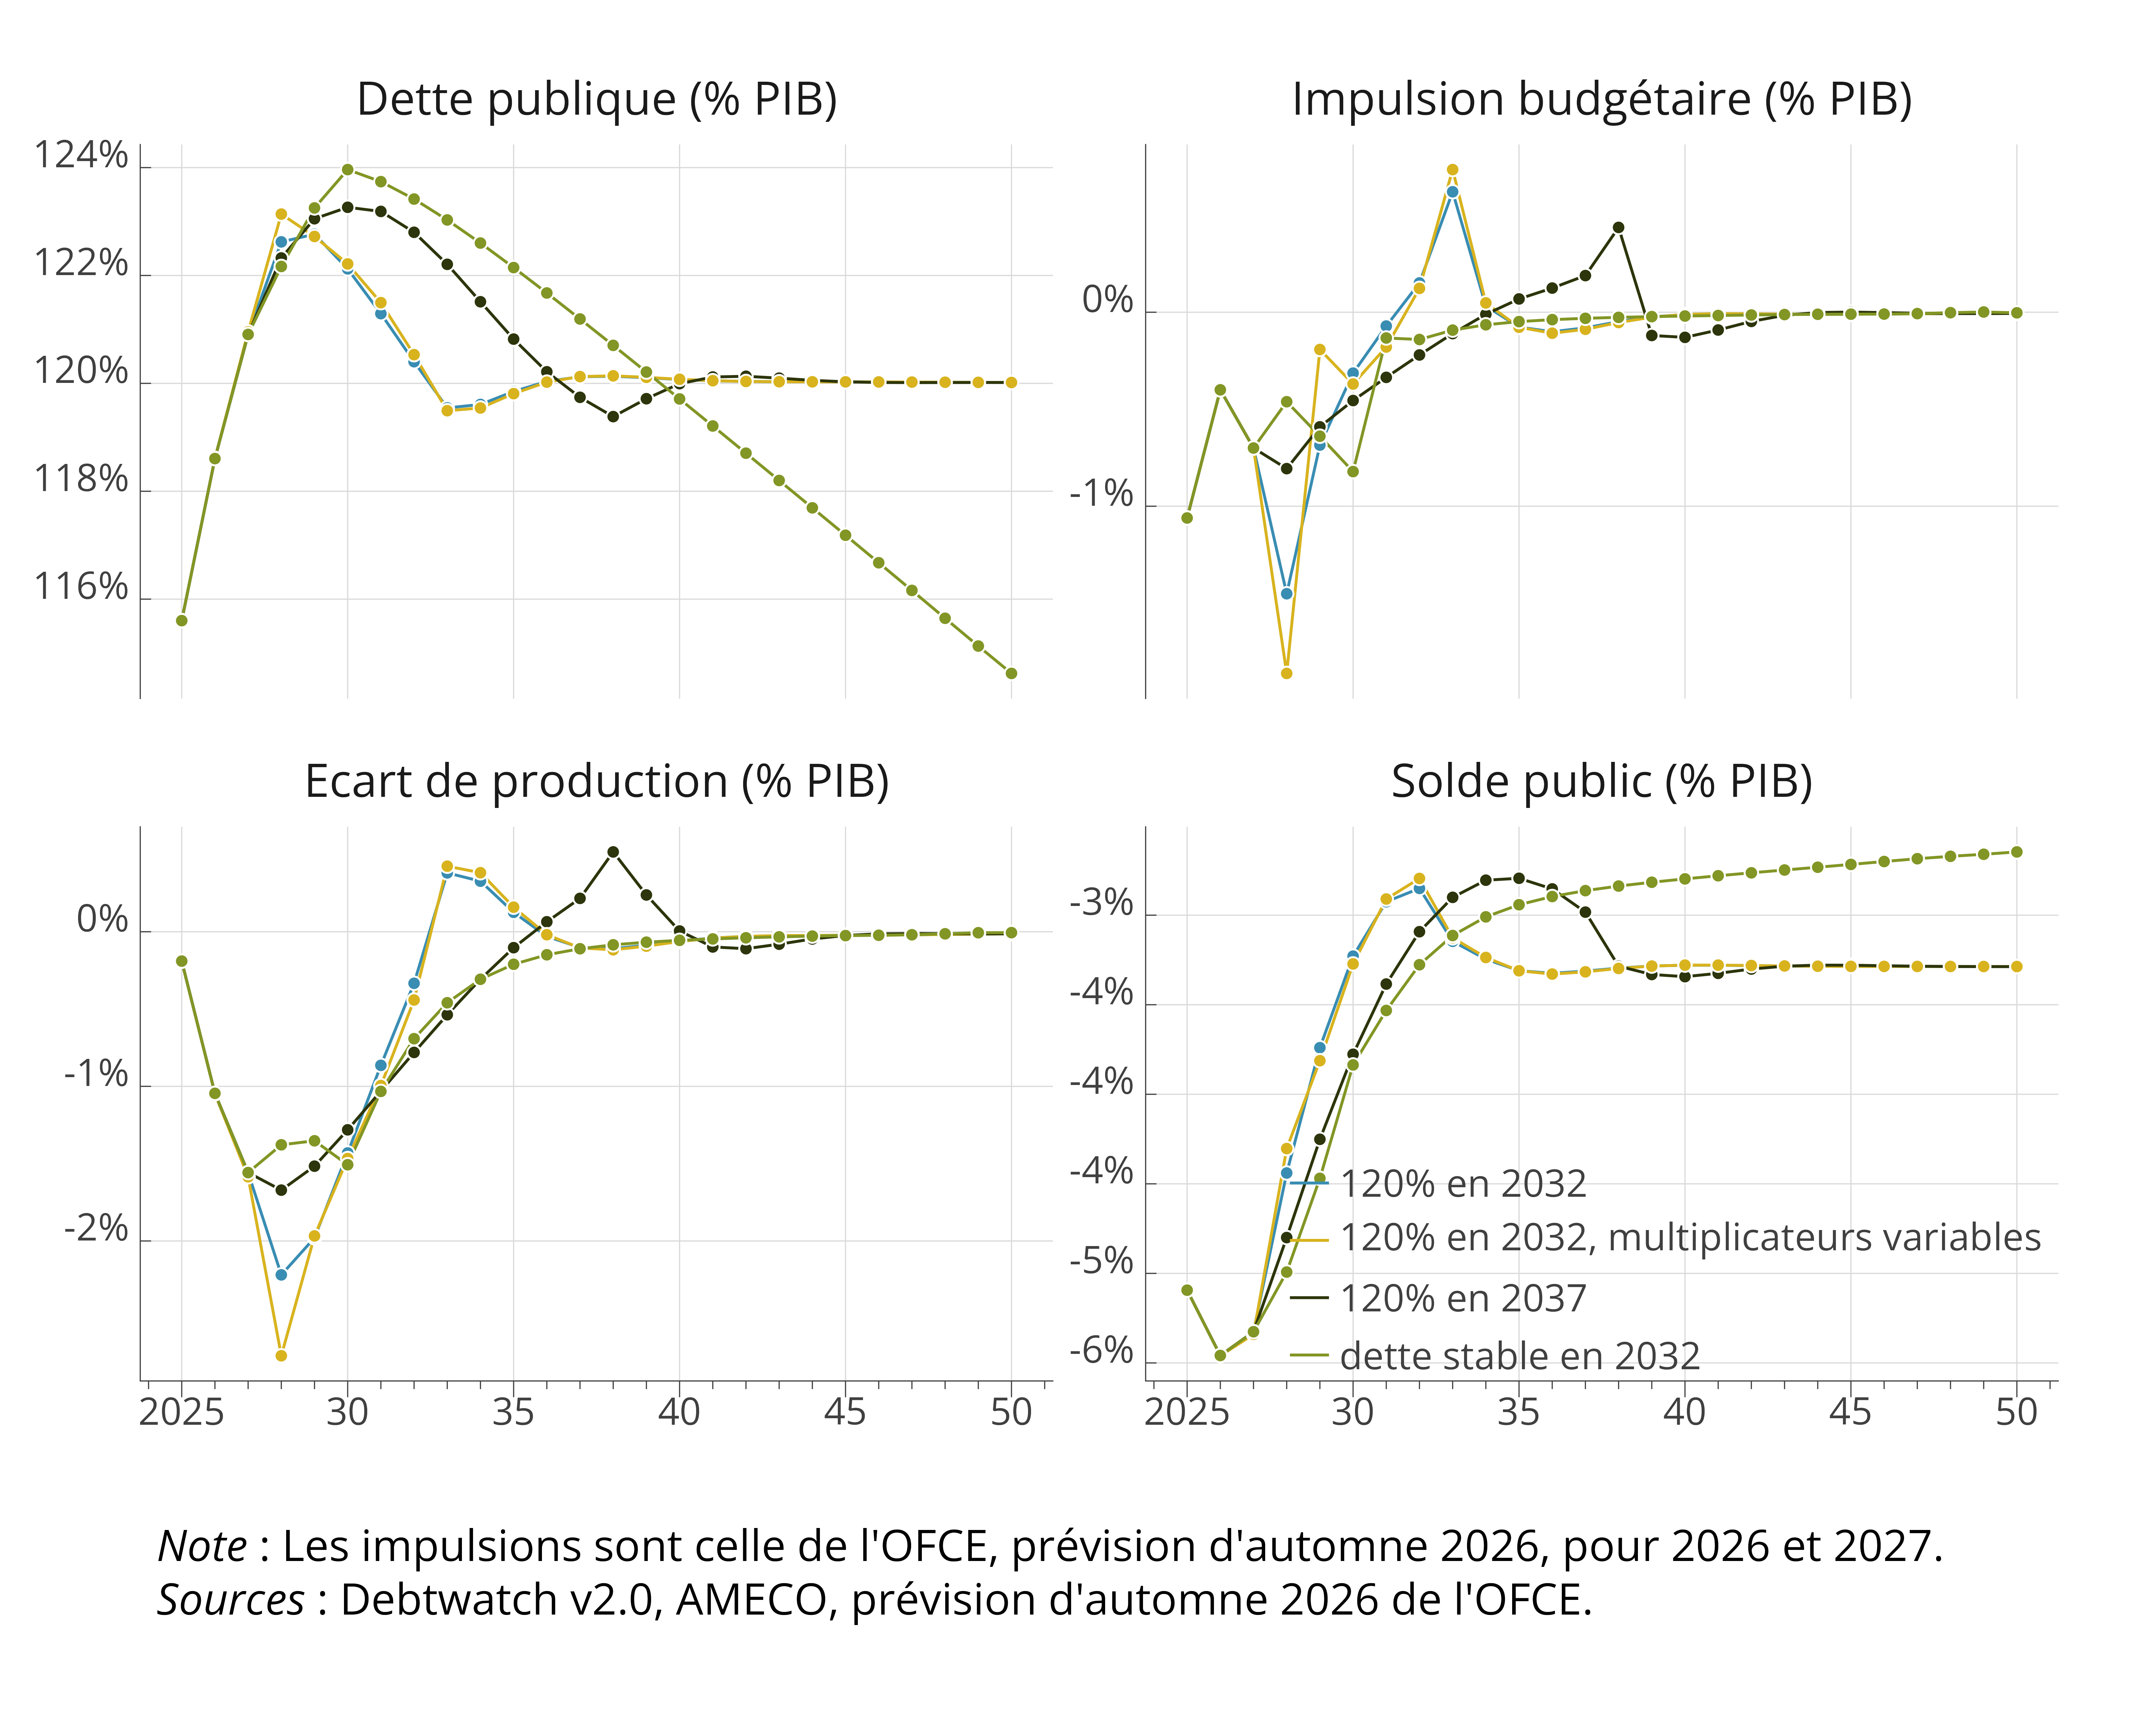 Dette publique (% PIB)
124%
122%
120%
118%
116%
Impulsion budgétaire (% PIB)
0%
-1%
Ecart de production (% PIB)
0%
-1%
-2%
2025 30 35 40 45 50
Solde public (% PIB)
-3%
-4%
-4%
-4%
-5%
-6%
120% en 2032
120% en 2032, multiplicateurs variables
120% en 2037
dette stable en 2032
2025 30 35 40 45 50
Note : Les impulsions sont celle de l'OFCE, prévision d'automne 2026, pour 2026 et 2027.
Sources : Debtwatch v2.0, AMECO, prévision d'automne 2026 de l'OFCE.